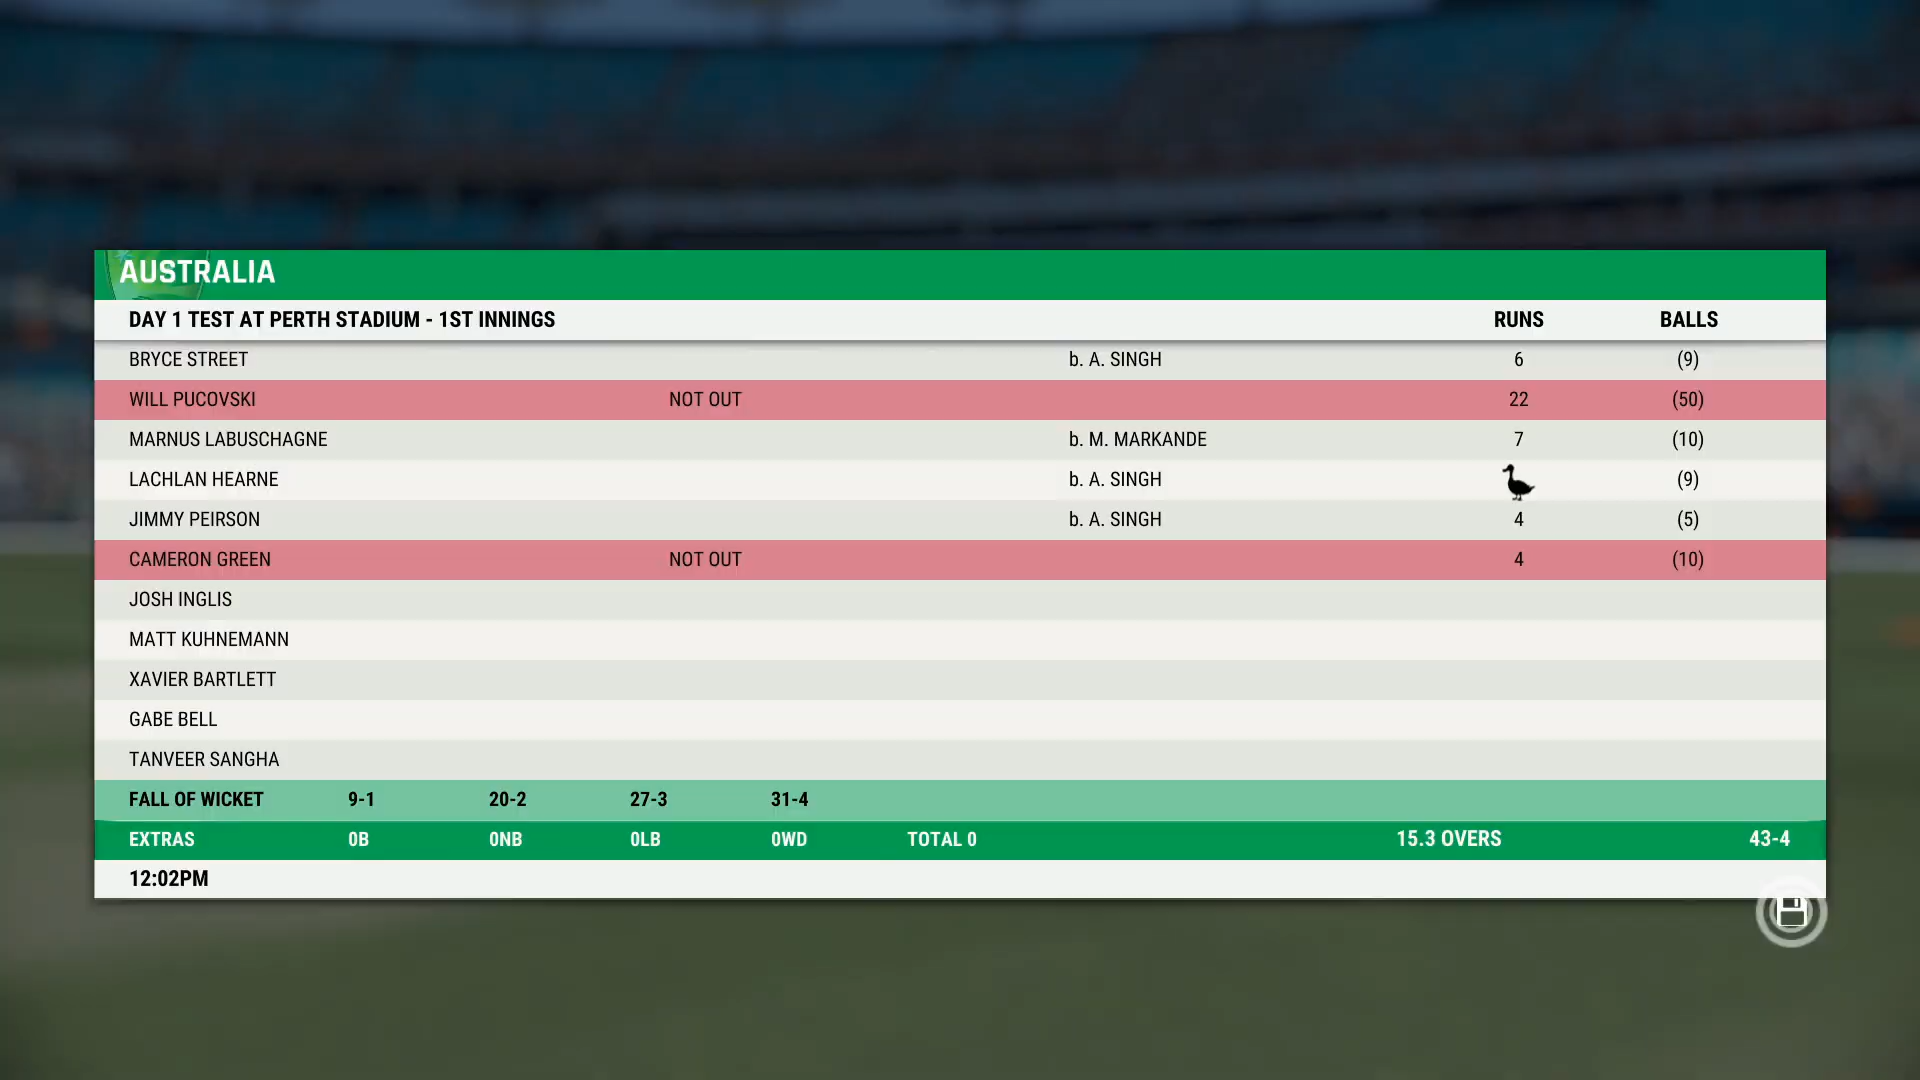 AUSTRALIA
DAY 1 TEST AT PERTH STADIUM - 1ST INNINGS RUNS BALLS
BRYCE STREET b. A. SINGH 6 (9)
WILL PUCOVSKI NOT OUT 22 (50)
MARNUS LABUSCHAGNE b. M. MARKANDE 7 (10)
LACHLAN HEARNE b. A. SINGH (9)
JIMMY PEIRSON b. A. SINGH 4 (5)
CAMERON GREEN NOT OUT 4 (10)
JOSH INGLIS
MATT KUHNEMANN
XAVIER BARTLETT
GABE BELL
TANVEER SANGHA
FALL OF WICKET 9-1 20-2 27-3 31-4
EXTRAS 0B 0NB 0LB 0WD TOTAL 0 15.3 OVERS 43-4
12:02PM